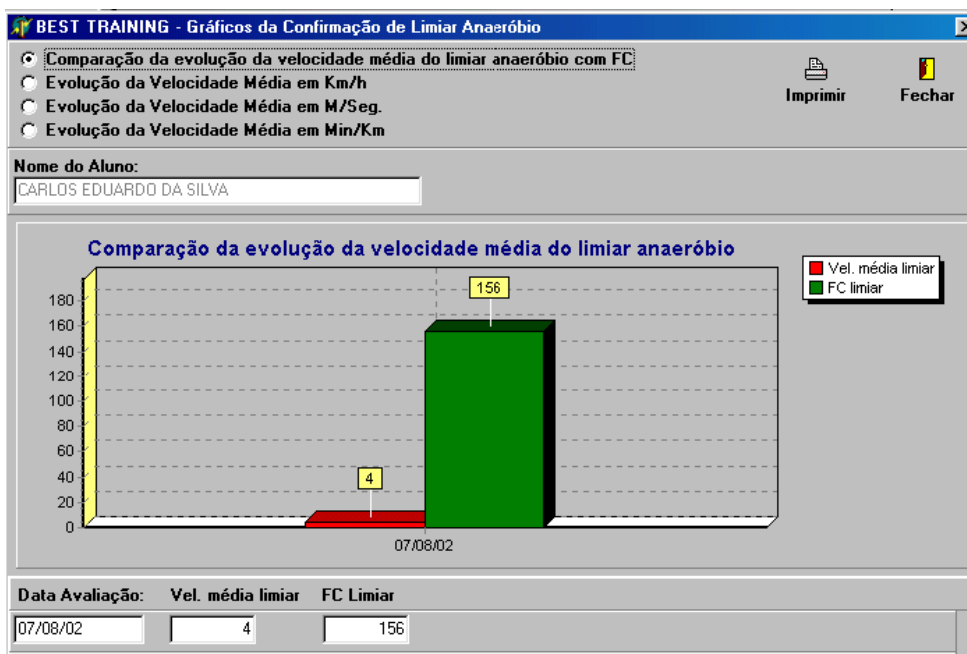 BEST TRAINING - Gráficos da Confirmação de Limiar Anaeróbio
Comparação da evolução da velocidade média do limiar anaeróbio com FC
Evolução da Velocidade Média em Km/h
Evolução da Velocidade Média em M/Seg.
Evolução da Velocidade Média em Min/Km
Imprimir
Fechar
Nome do Aluno:
CARLOS EDUARDO DA SILVA
Comparação da evolução da velocidade média do limiar anaeróbio
Vel. média limiar
FC limiar
180
160
140
120
100
80
60
40
20
0
156
4
07/08/02
Data Avaliação: Vel. média limiar FC Limiar
07/08/02 4 156